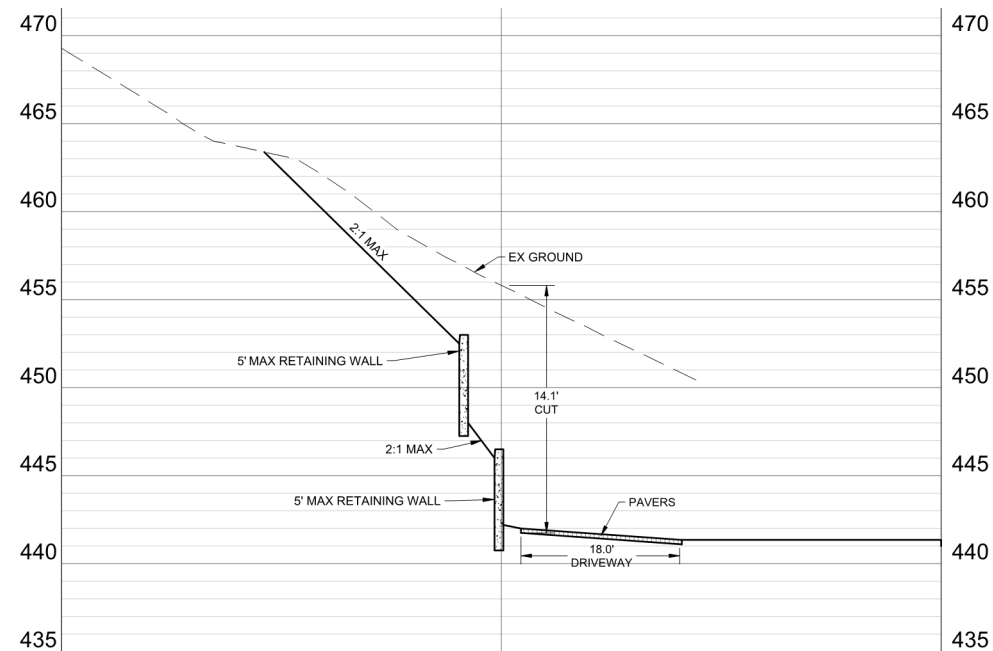 470 470
465 465
460 460
2:1 MAX
EX GROUND
455 455
5' MAX RETAINING WALL
450 450
14.1'
CUT
2:1 MAX
445 445
5' MAX RETAINING WALL
PAVERS
440 440
18.0'
DRIVEWAY
435 435